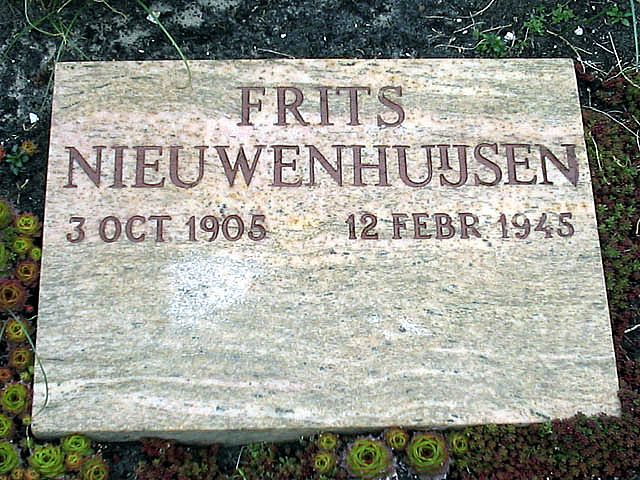 FRITS
NIEUWENHUIJSEN
3 OCT 1905 12 FEBR 1945